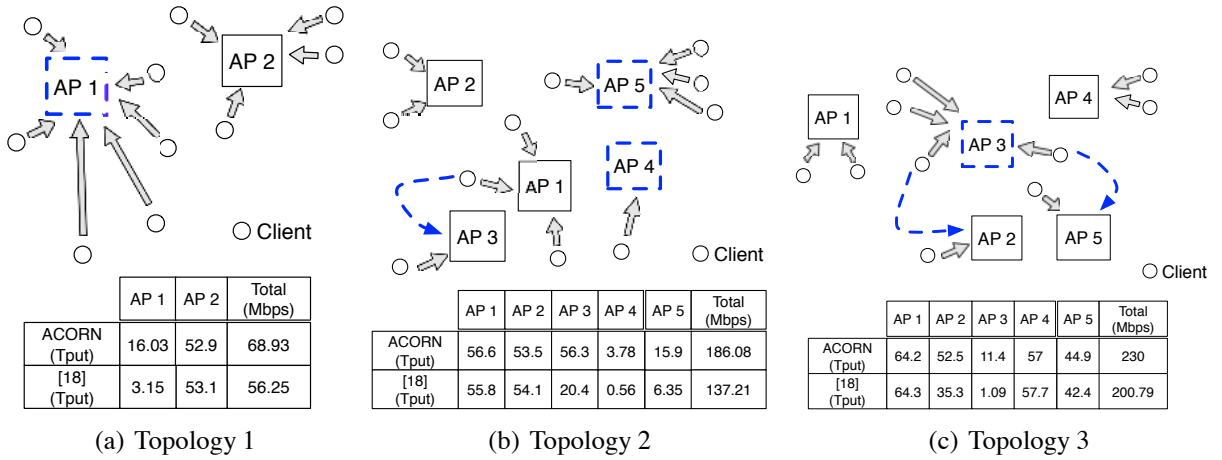 AP 1
AP 2
Client
AP 1 AP 2 Total (Mbps)
ACORN (Tput) 16.03 52.9 68.93
[18] (Tput) 3.15 53.1 56.25
(a) Topology 1
AP 2
AP 5
AP 4
AP 1
AP 3
Client
AP 1 AP 2 AP 3 AP 4 AP 5 Total (Mbps)
ACORN (Tput) 56.6 53.5 56.3 3.78 15.9 186.08
[18] (Tput) 55.8 54.1 20.4 0.56 6.35 137.21
(b) Topology 2
AP 4
AP 1
AP 3
AP 2
AP 5
Client
AP 1 AP 2 AP 3 AP 4 AP 5 Total (Mbps)
ACORN (Tput) 64.2 52.5 11.4 57 44.9 230
[18] (Tput) 64.3 35.3 1.09 57.7 42.4 200.79
(c) Topology 3